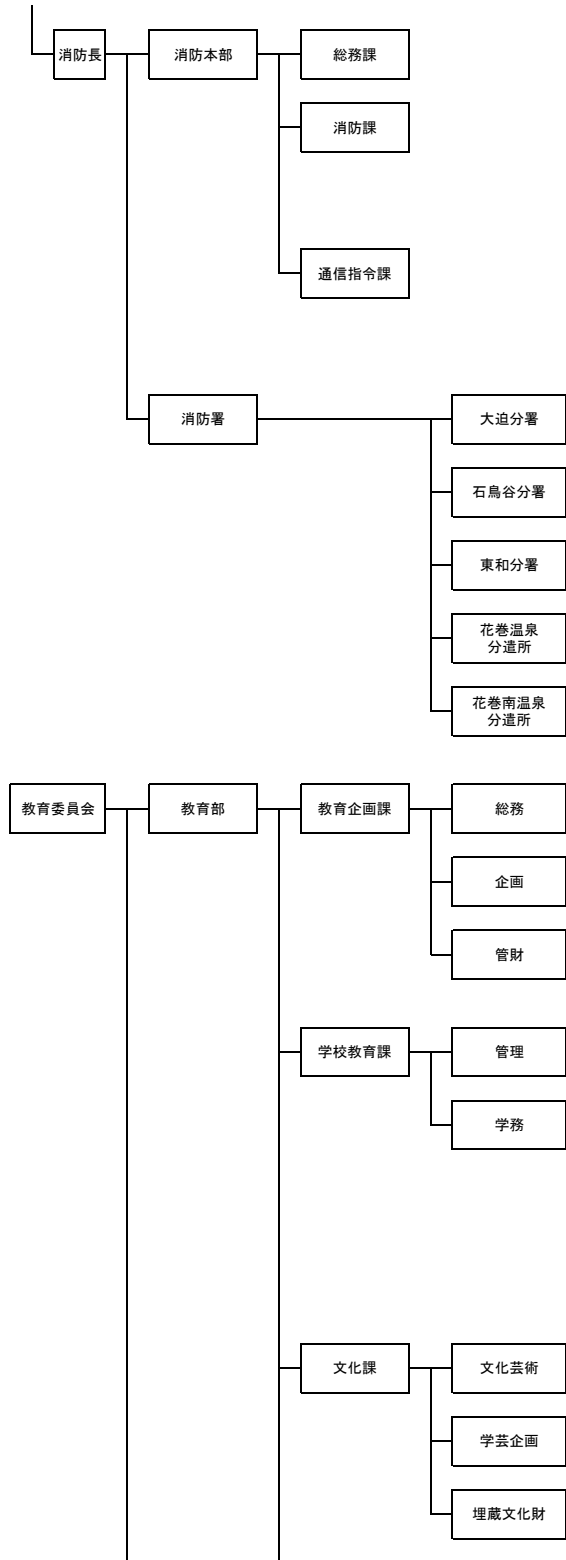 消防長
消防本部
総務課
消防課
通信指令課
消防署
大迫分署
石鳥谷分署
東和分署
花巻温泉
分遣所
花巻南温泉
分遣所
教育委員会
教育部
教育企画課
総務
企画
管財
学校教育課
管理
学務
文化課
文化芸術
学芸企画
埋蔵文化財